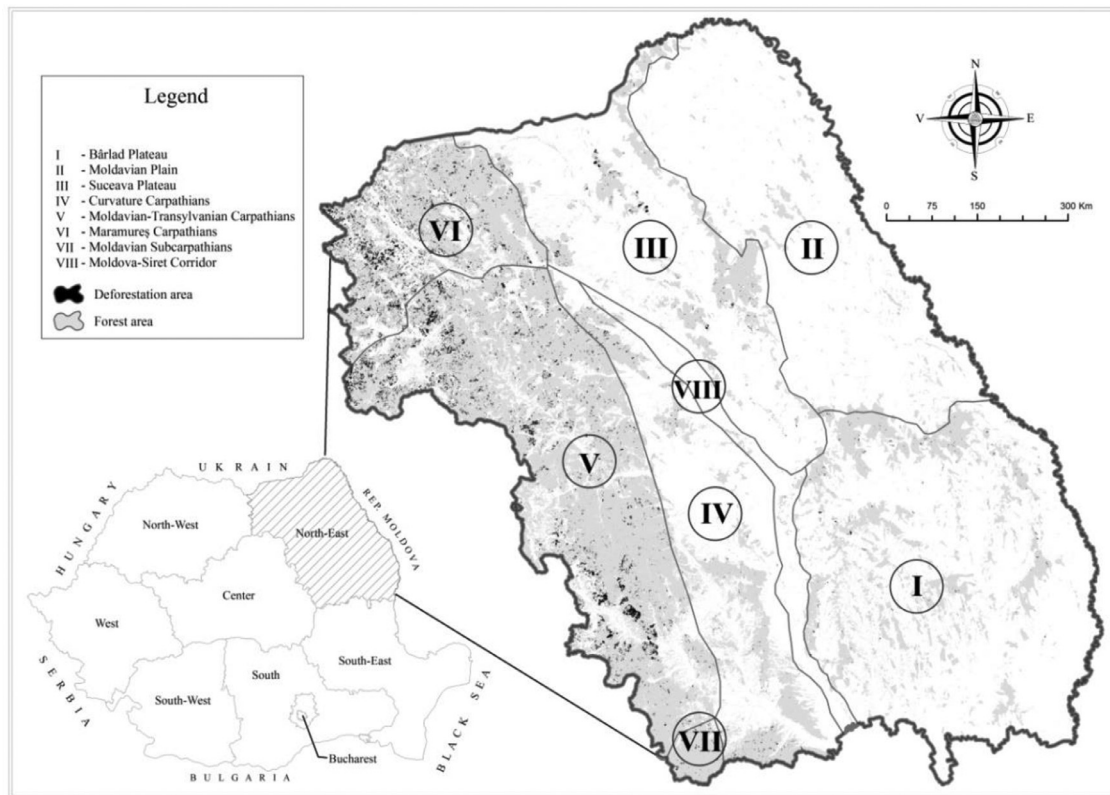 Legend
I - Bârlad Plateau
II - Moldavian Plain
III - Suceava Plateau
IV - Curvature Carpathians
V - Moldavian-Transylvanian Carpathians
VI - Maramureş Carpathians
VII - Moldavian Subcarpathians
VIII - Moldova-Siret Corridor
Deforestation area
Forest area
N
V
E
S
0 75 150 300 Km
VI
III
II
VIII
V
IV
I
VII
UKRAIN
HUNGARY
REP. MOLDOVA
North-West
North-East
Center
West
South-East
South
South-West
SERBIA
BLACK SEA
Bucharest
BULGARIA